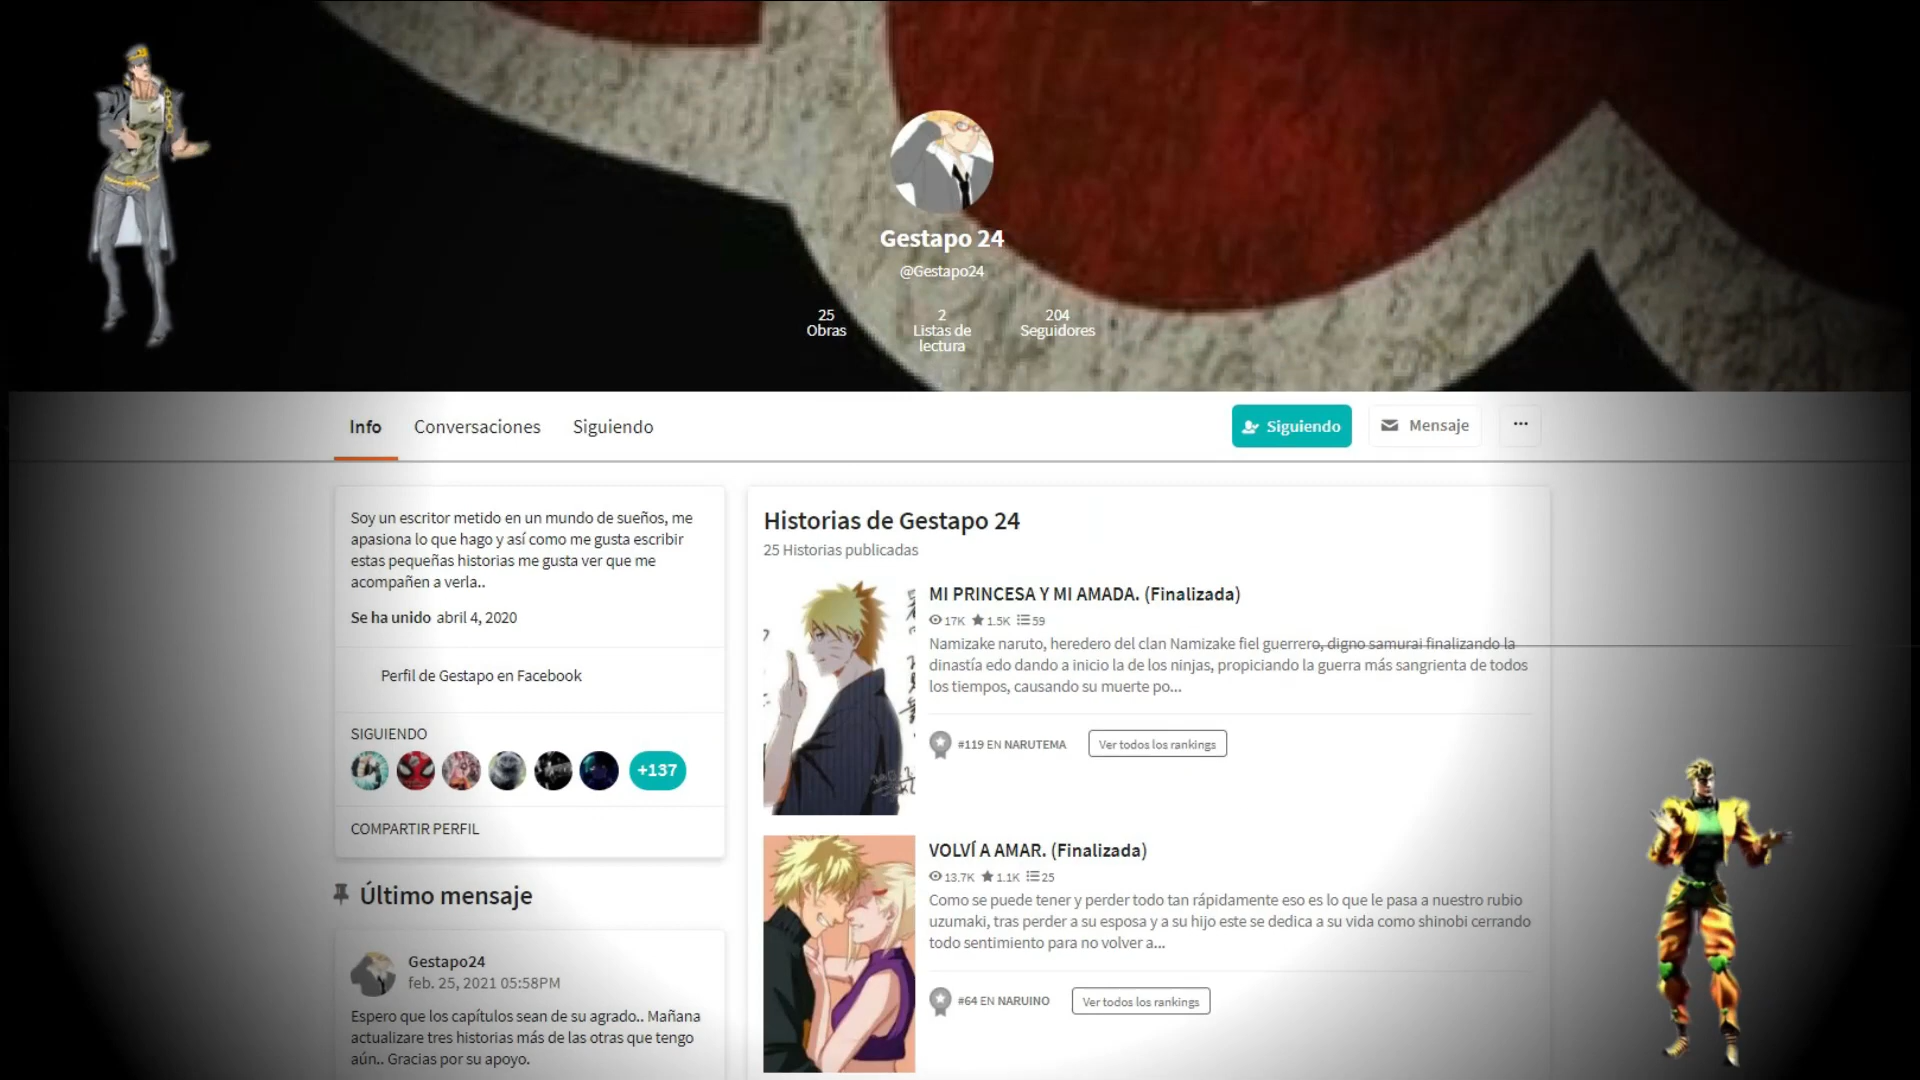 Gestapo 24
@Gestapo24
25
Obras
2
Listas de
lectura
204
Seguidores
Info
Conversaciones
Siguiendo
Siguiendo
Mensaje
Soy un escritor metido en un mundo de sueños, me
apasiona lo que hago y así como me gusta escribir
estas pequeñas historias me gusta ver que me
acompañen a verla..
Se ha unido abril 4, 2020
Perfil de Gestapo en Facebook
SIGUIENDO
+137
COMPARTIR PERFIL
Último mensaje
Gestapo24
feb. 25, 2021 05:58PM
Espero que los capítulos sean de su agrado.. Mañana
actualizare tres historias más de las otras que tengo
aún.. Gracias por su apoyo.
Historias de Gestapo 24
25 Historias publicadas
MI PRINCESA Y MI AMADA. (Finalizada)
17K 1.5K 59
Namizake naruto, heredero del clan Namizake fiel guerrero, digno samurai finalizando la
dinastía edo dando a inicio la de los ninjas, propiciando la guerra más sangrienta de todos
los tiempos, causando su muerte po...
#119 EN NARUTEMA
Ver todos los rankings
VOLVÍ A AMAR. (Finalizada)
13.7K 1.1K 25
Como se puede tener y perder todo tan rápidamente eso es lo que le pasa a nuestro rubio
uzumaki, tras perder a su esposa y a su hijo este se dedica a su vida como shinobi cerrando
todo sentimiento para no volver a...
#64 EN NARUINO
Ver todos los rankings